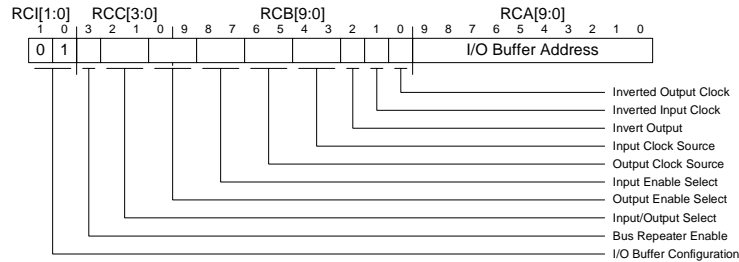 RCI[1:0] RCC[3:0] RCB[9:0] RCA[9:0]
1 0 3 2 1 0 9 8 7 6 5 4 3 2 1 0 9 8 7 6 5 4 3 2 1 0
0 1 I/O Buffer Address
Inverted Output Clock
Inverted Input Clock
Invert Output
Input Clock Source
Output Clock Source
Input Enable Select
Output Enable Select
Input/Output Select
Bus Repeater Enable
I/O Buffer Configuration